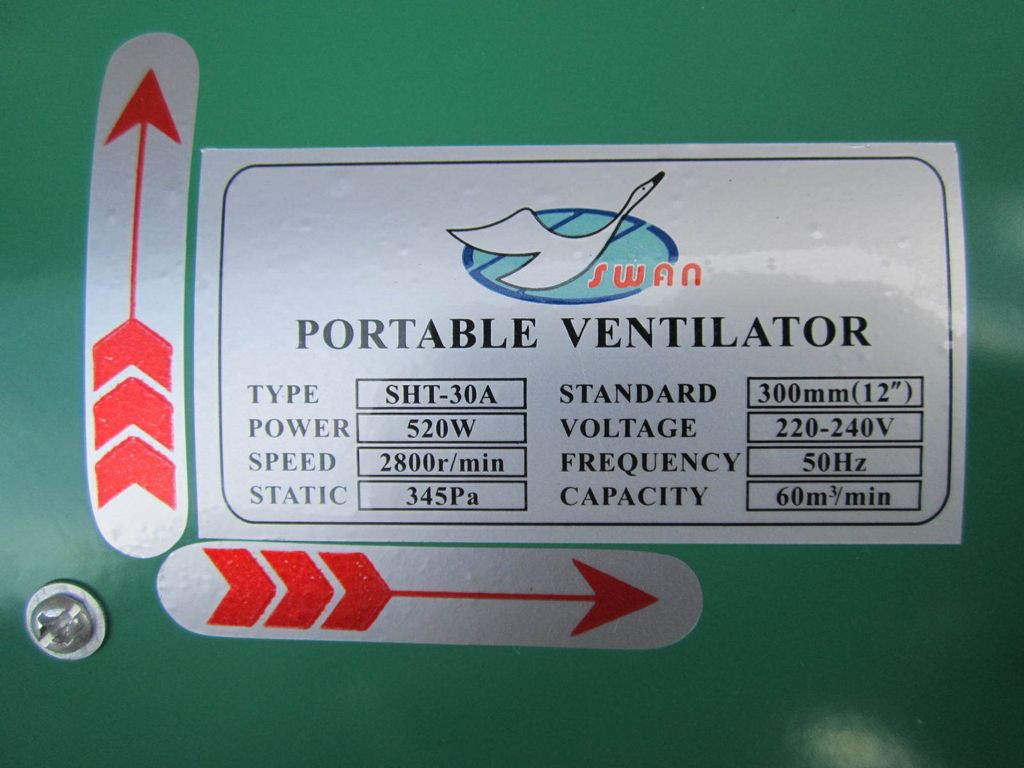 SWAN
PORTABLE VENTILATOR
TYPE SHT-30A STANDARD 300mm(12″)
POWER 520W VOLTAGE 220-240V
SPEED 2800r/min FREQUENCY 50Hz
STATIC 345Pa CAPACITY 60m³/min